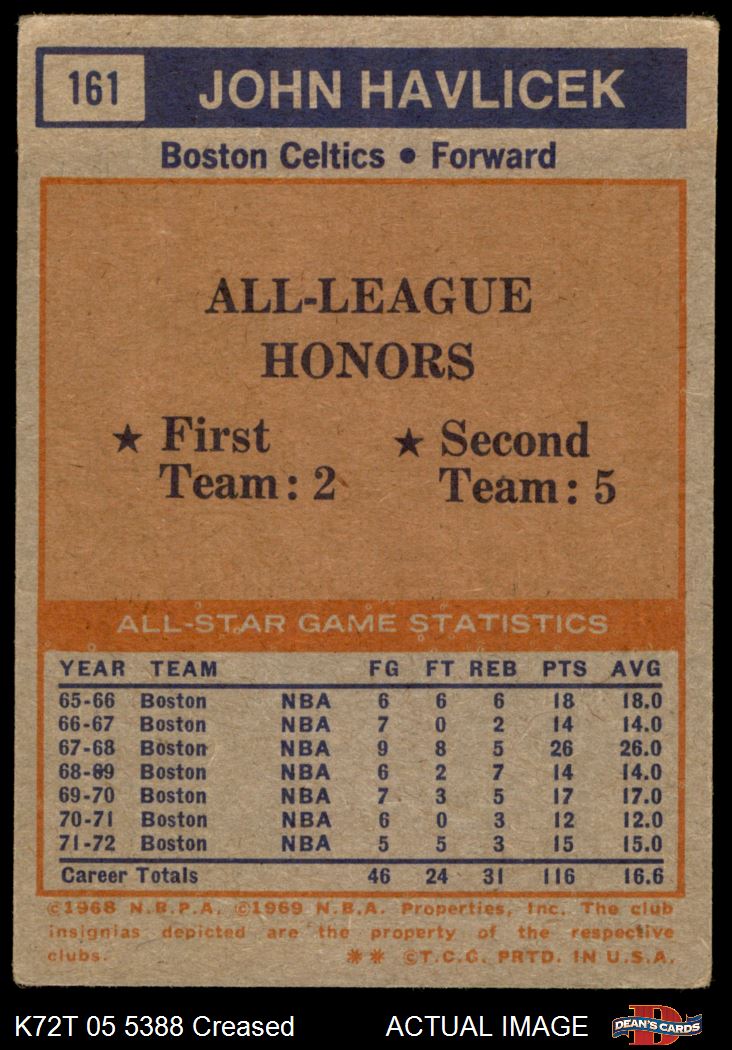 161 JOHN HAVLICEK
Boston Celtics • Forward
ALL-LEAGUE
HONORS
★ First Team: 2
★ Second Team: 5
ALL-STAR GAME STATISTICS
YEAR TEAM FG FT REB PTS AVG
65-66 Boston NBA 6 6 6 18 18.0
66-67 Boston NBA 7 0 2 14 14.0
67-68 Boston NBA 9 8 5 26 26.0
68-69 Boston NBA 6 2 7 14 14.0
69-70 Boston NBA 7 3 5 17 17.0
70-71 Boston NBA 6 0 3 12 12.0
71-72 Boston NBA 5 5 3 15 15.0
Career Totals 46 24 31 116 16.6
©1968 N.B.P.A. ©1969 N.B.A. Properties, Inc. The club
insignias depicted are the property of the respective
clubs. ** ©T.C.G. PRTD. IN U.S.A.
K72T 05 5388 Creased ACTUAL IMAGE D DEAN'S CARDS